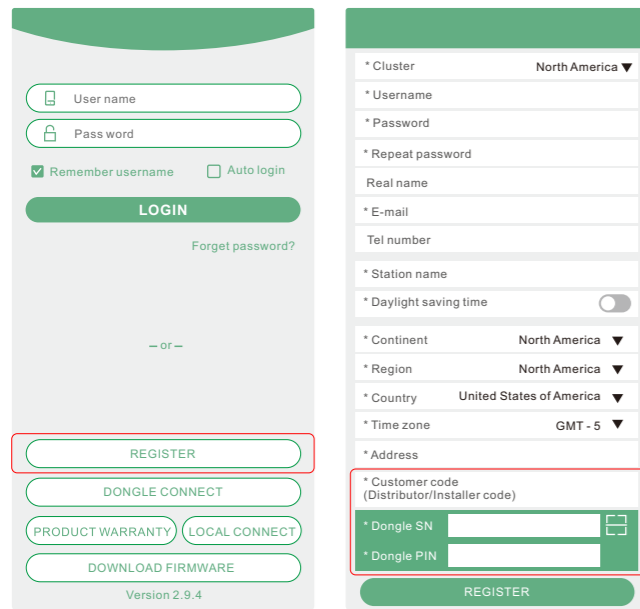 User name
Pass word
Remember username
Auto login
LOGIN
Forget password?
– or –
REGISTER
DONGLE CONNECT
PRODUCT WARRANTY
LOCAL CONNECT
DOWNLOAD FIRMWARE
Version 2.9.4
* Cluster North America ▼
* Username
* Password
* Repeat password
Real name
* E-mail
Tel number
* Station name
* Daylight saving time
* Continent North America ▼
* Region North America ▼
* Country United States of America ▼
* Time zone GMT - 5 ▼
* Address
* Customer code
(Distributor/Installer code)
* Dongle SN
* Dongle PIN
REGISTER